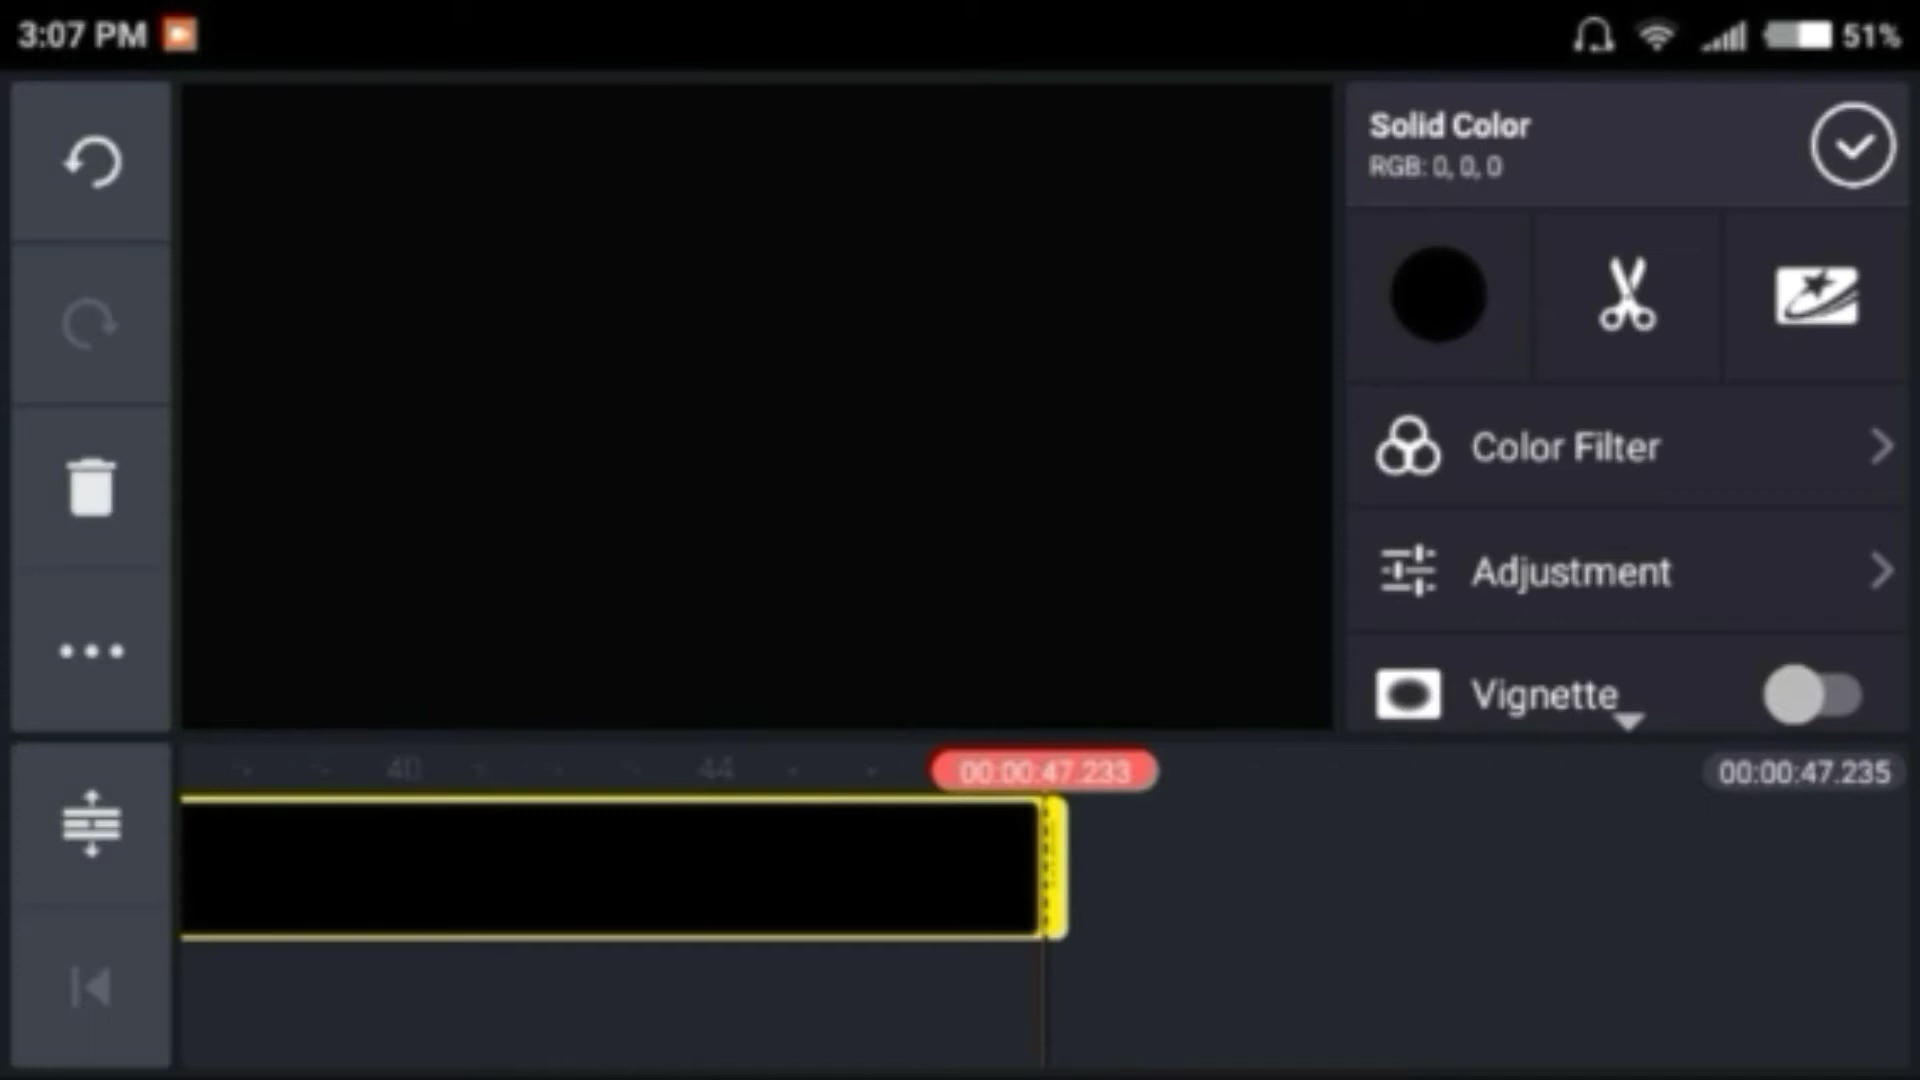 3:07 PM
51%
Solid Color
RGB: 0, 0, 0
Color Filter
Adjustment
Vignette
40
44
00:00:47.233
00:00:47.235